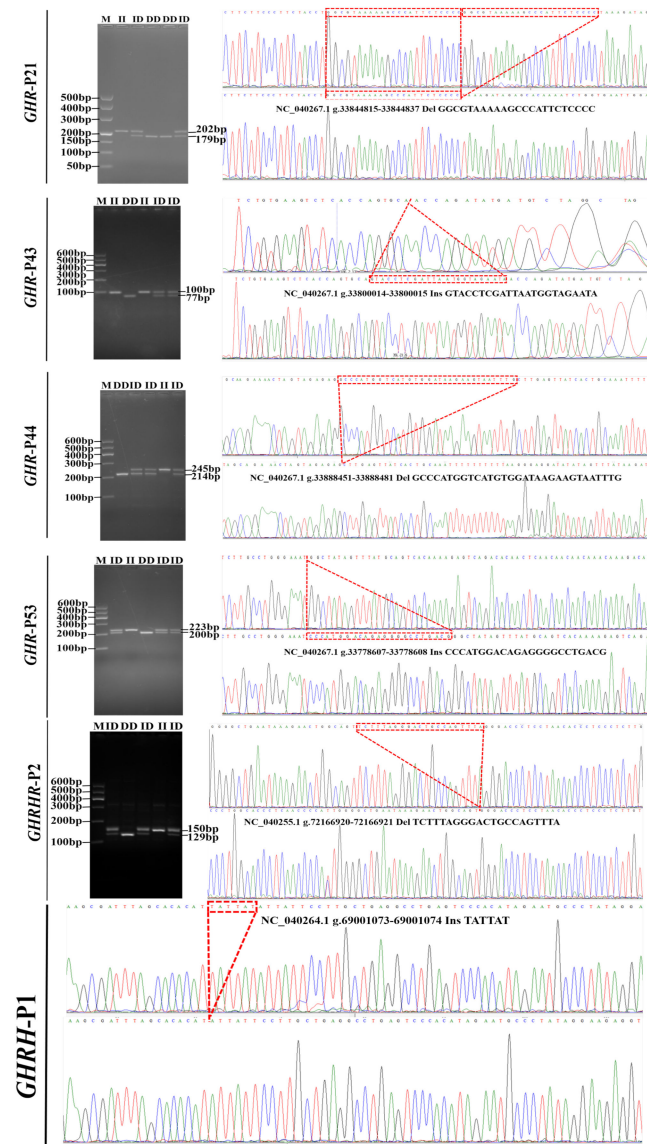 GHR-P21
M II ID DD DD ID
500bp
400bp
300bp
200bp
150bp
100bp
50bp
202bp
179bp
NC_040267.1 g.33844815-33844837 Del GGCGTAAAAAGCCCATTCTCCCC
GHR-P43
M II DD II ID ID
600bp
500bp
400bp
300bp
200bp
100bp
100bp
77bp
TCTGTGAAGTCTCACCAGTGCA
NC_040267.1 g.33800014-33800015 Ins GTACCTCGATTAATGGTAGAATA
GHR-P44
M DD ID ID II ID
600bp
500bp
400bp
300bp
200bp
100bp
245bp
214bp
NC_040267.1 g.33888451-33888481 Del GCCCATGGTCATGTGGATAAGAAGTAATTTG
GHR-P53
M ID II DD ID ID
600bp
500bp
400bp
300bp
200bp
100bp
223bp
200bp
TCTTGCCTGGGAAATGGCTATAGTTTATGCAGTCACAAAAGAGTCAGACACAACTCAACAACAACAACAAAGACA
NC_040267.1 g.33778607-33778608 Ins CCCATGGACAGAGGGGCCTGACG
GHRHR-P2
M ID DD ID II ID
600bp
500bp
400bp
300bp
200bp
100bp
150bp
129bp
NC_040255.1 g.72166920-72166921 Del TCTTTAGGGACTGCCAGTTTA
GHRH-P1
AAGCGATTTAGCACACATTATTATATTATTCCTTGCTGAGGCCTGAGTCCCACATAGAATGCCCTATAGGA
NC_040264.1 g.69001073-69001074 Ins TATTAT
AAGCGATTTAGCACACATATTATTCCTTGCTGAGGCCTGAGTCCCACATAGAATGCCCTATAGGAAGAGGT